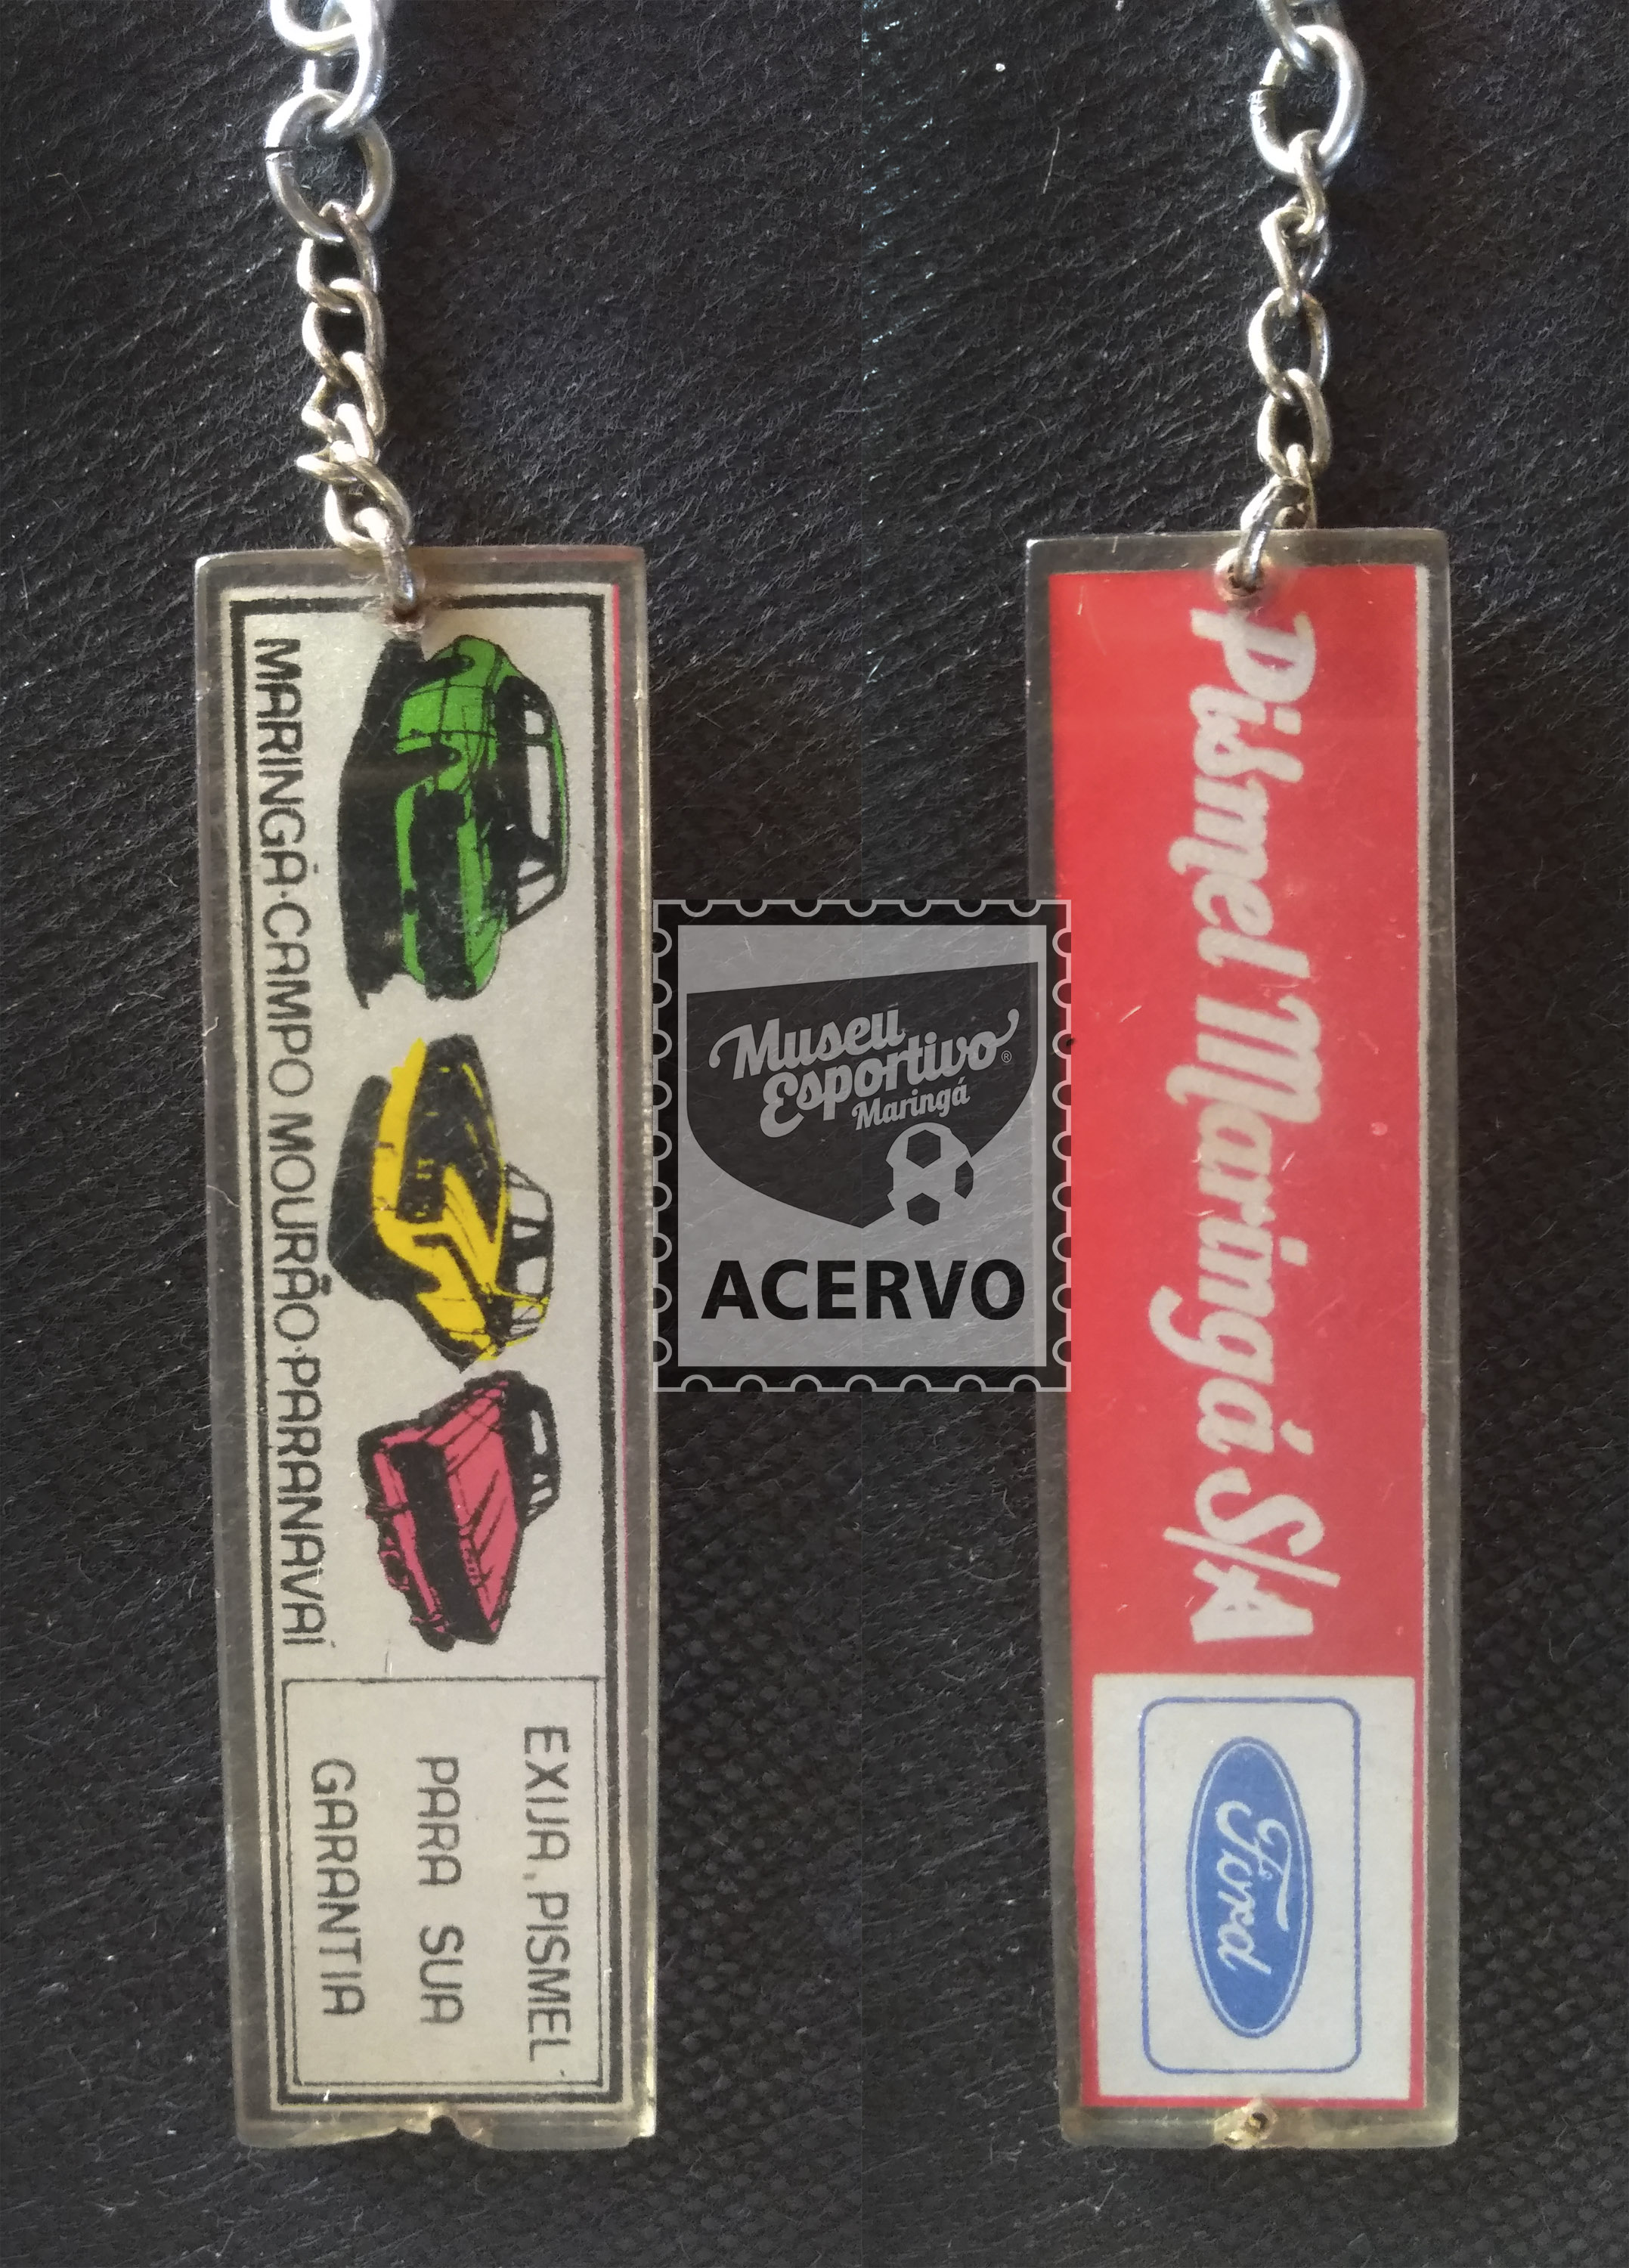 MARINGÁ·CAMPO MOURÃO·PARANAVAÍ
EXIJA, PISMEL
PARA SUA
GARANTIA
Museu
Esportivo®
Maringá
ACERVO
Pismel Maringá S/A
Ford